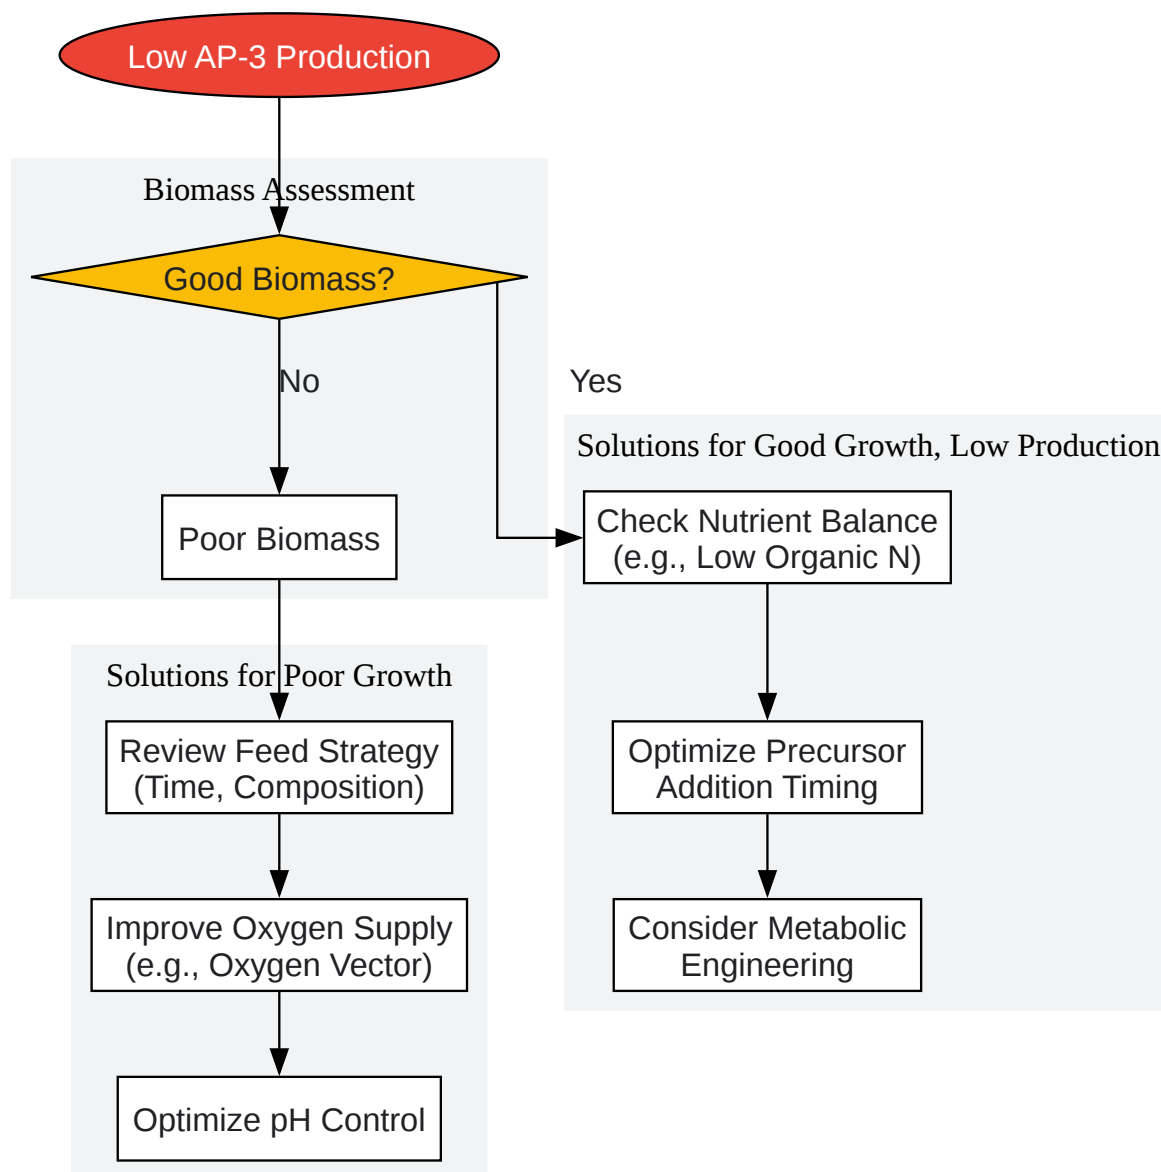 Low AP-3 Production
Biomass Assessment
Good Biomass?
No
Yes
Poor Biomass
Solutions for Good Growth, Low Production
Check Nutrient Balance
(e.g., Low Organic N)
Optimize Precursor
Addition Timing
Consider Metabolic
Engineering
Solutions for Poor Growth
Review Feed Strategy
(Time, Composition)
Improve Oxygen Supply
(e.g., Oxygen Vector)
Optimize pH Control